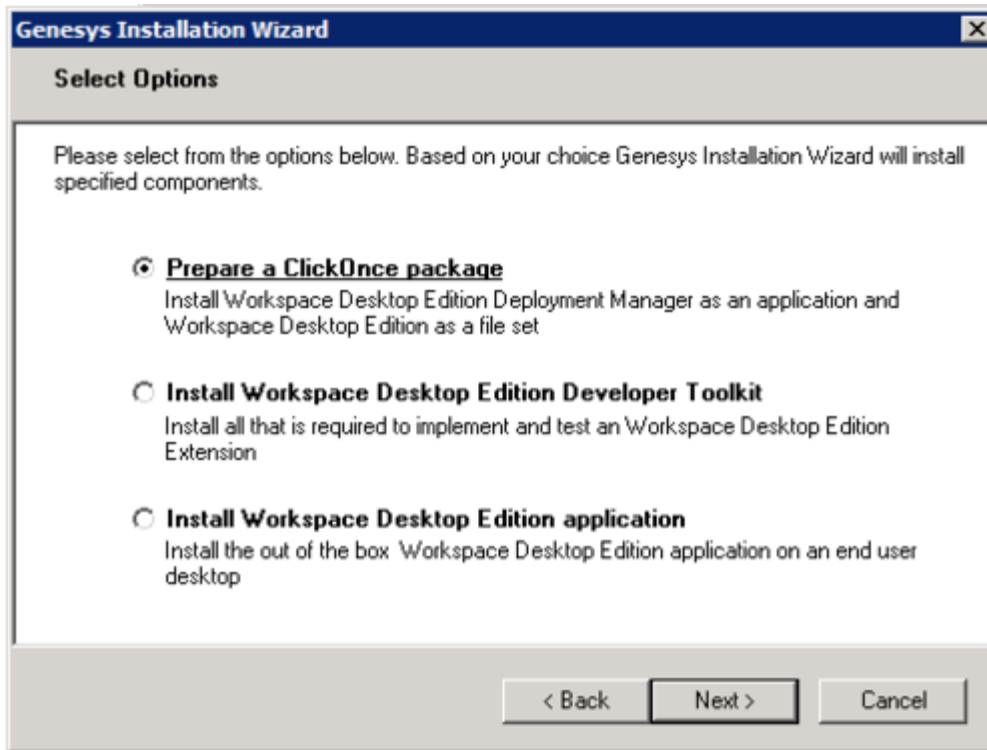 Genesys Installation Wizard
Select Options
Please select from the options below. Based on your choice Genesys Installation Wizard will install
specified components.
Prepare a ClickOnce package
Install Workspace Desktop Edition Deployment Manager as an application and
Workspace Desktop Edition as a file set
Install Workspace Desktop Edition Developer Toolkit
Install all that is required to implement and test an Workspace Desktop Edition
Extension
Install Workspace Desktop Edition application
Install the out of the box  Workspace Desktop Edition application on an end user
desktop
< Back Next > Cancel